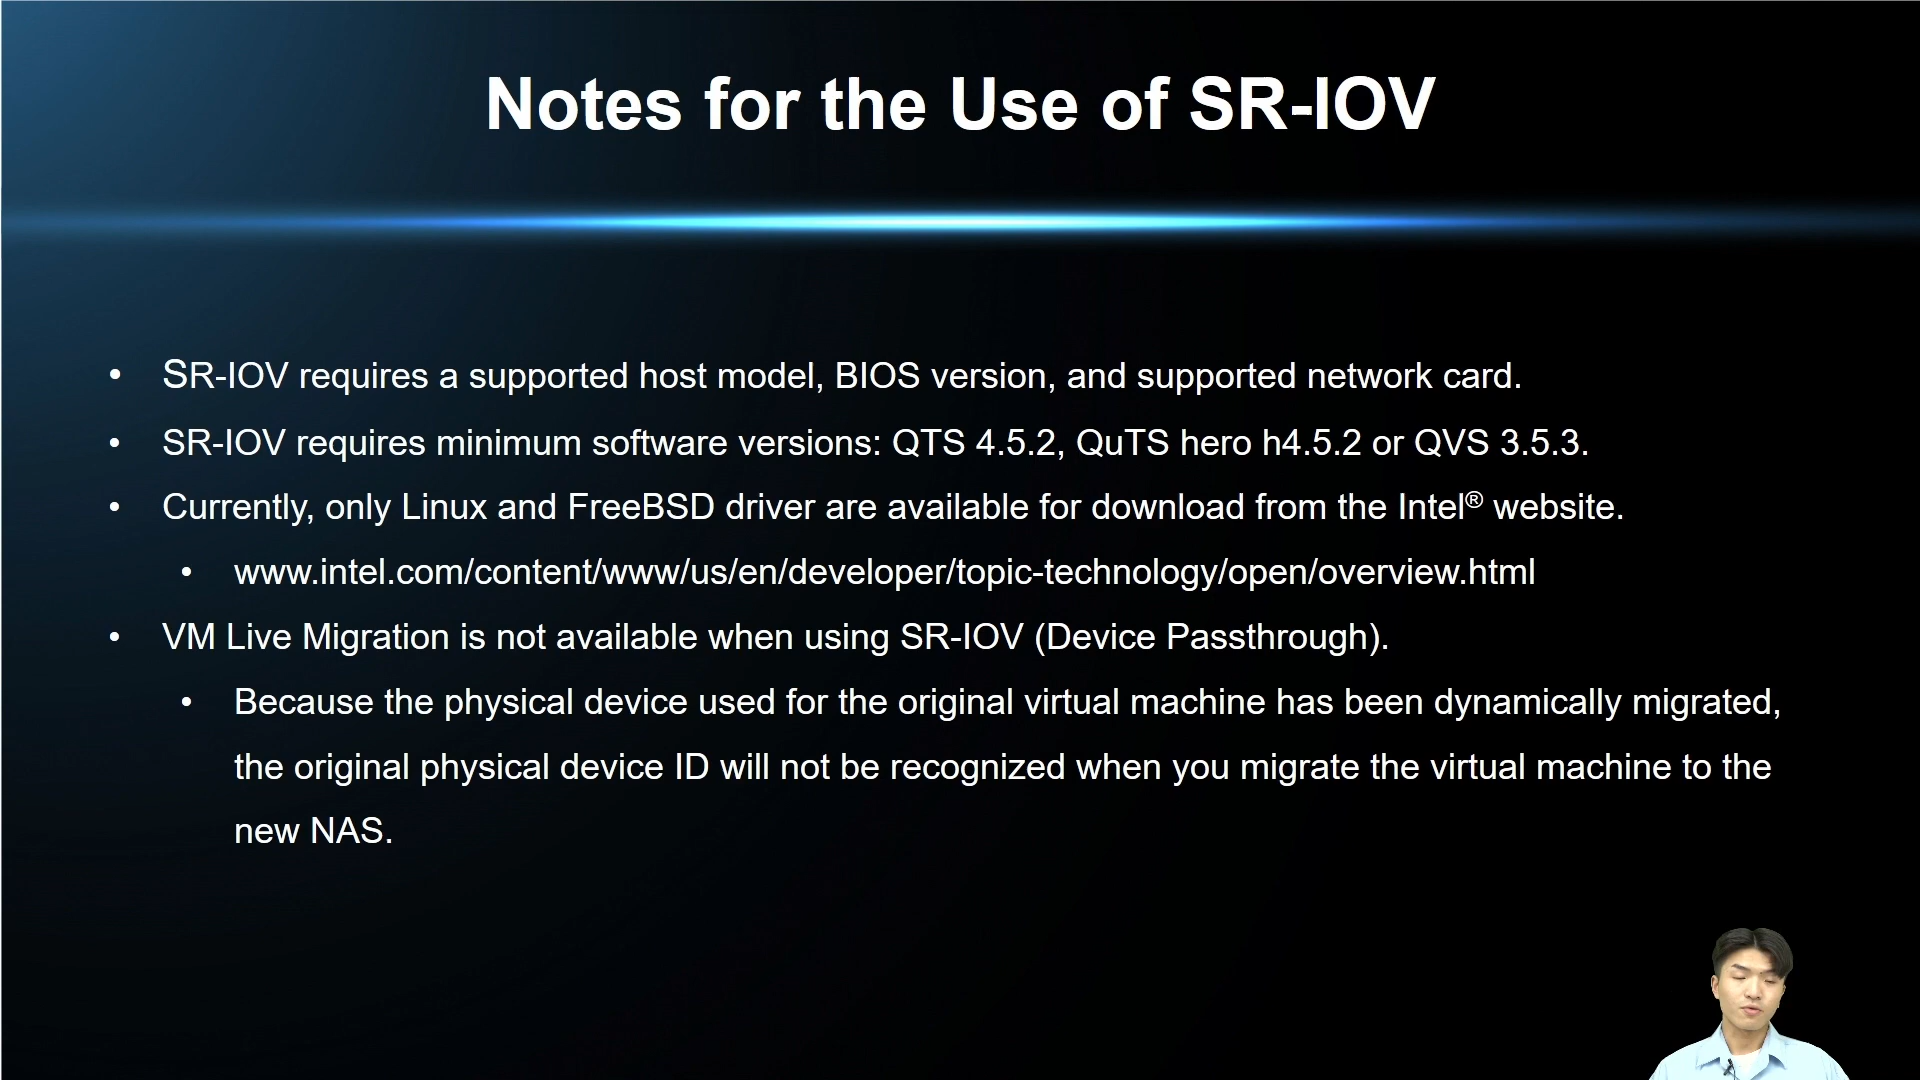 Notes for the Use of SR-IOV
• SR-IOV requires a supported host model, BIOS version, and supported network card.
• SR-IOV requires minimum software versions: QTS 4.5.2, QuTS hero h4.5.2 or QVS 3.5.3.
• Currently, only Linux and FreeBSD driver are available for download from the Intel® website.
• www.intel.com/content/www/us/en/developer/topic-technology/open/overview.html
• VM Live Migration is not available when using SR-IOV (Device Passthrough).
• Because the physical device used for the original virtual machine has been dynamically migrated,
the original physical device ID will not be recognized when you migrate the virtual machine to the
new NAS.